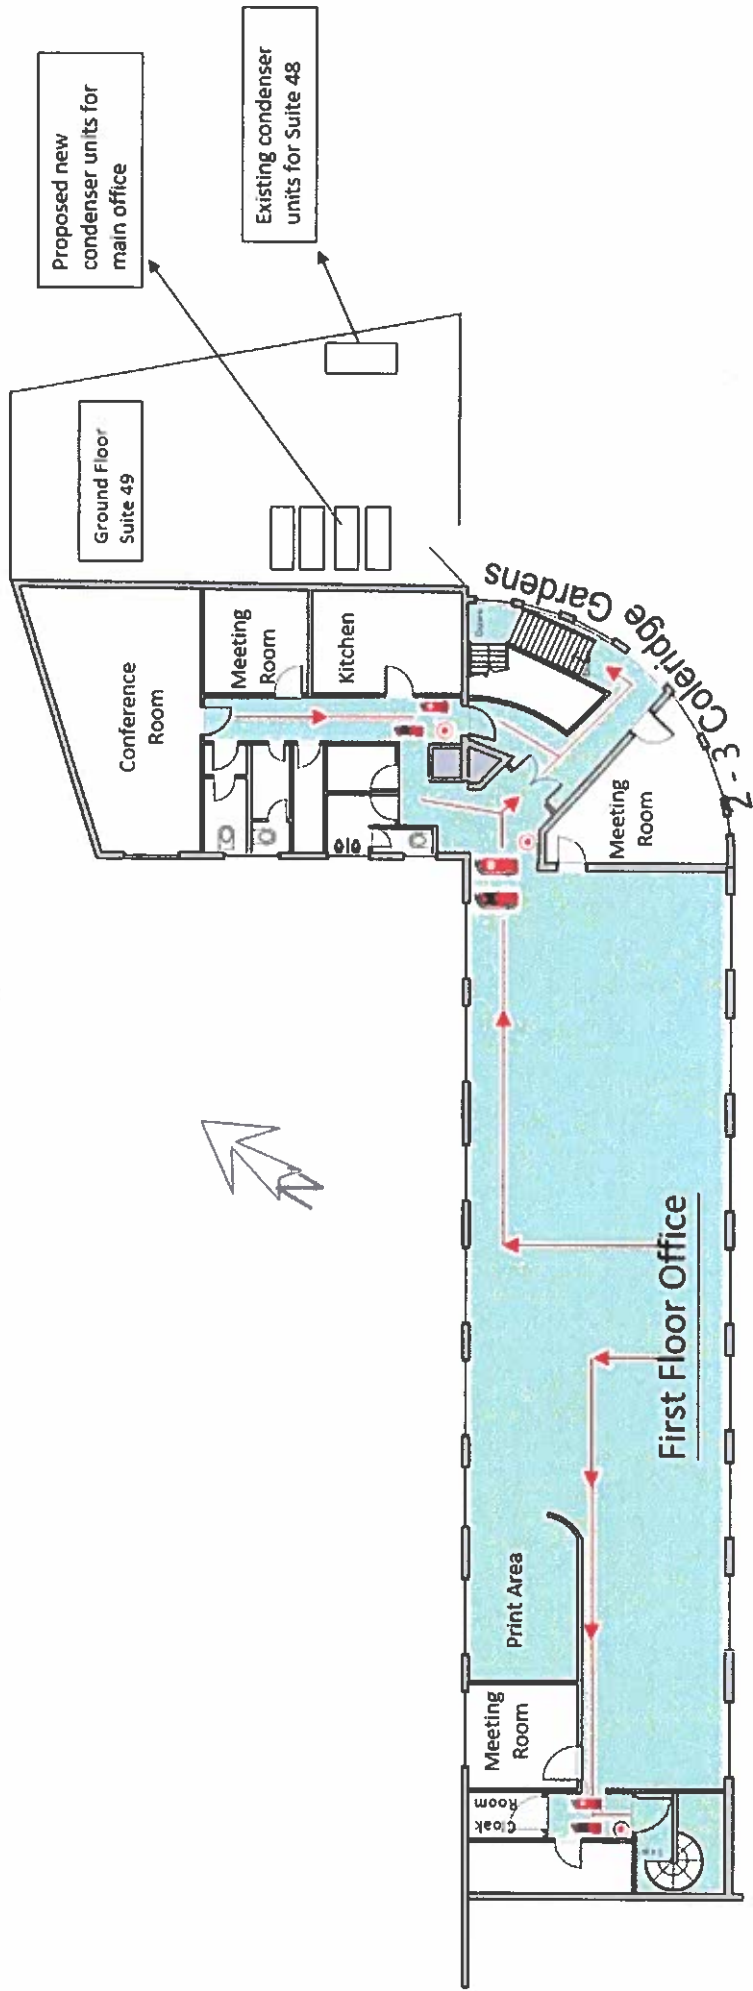 Proposed new
condenser units for
main office
Existing condenser
units for Suite 48
Ground Floor
Suite 49
Conference
Room
Meeting
Room
Kitchen
2-3 Coleridge Gardens
Meeting
Room
N
First Floor Office
Print Area
Meeting
Room
Cloak
Room